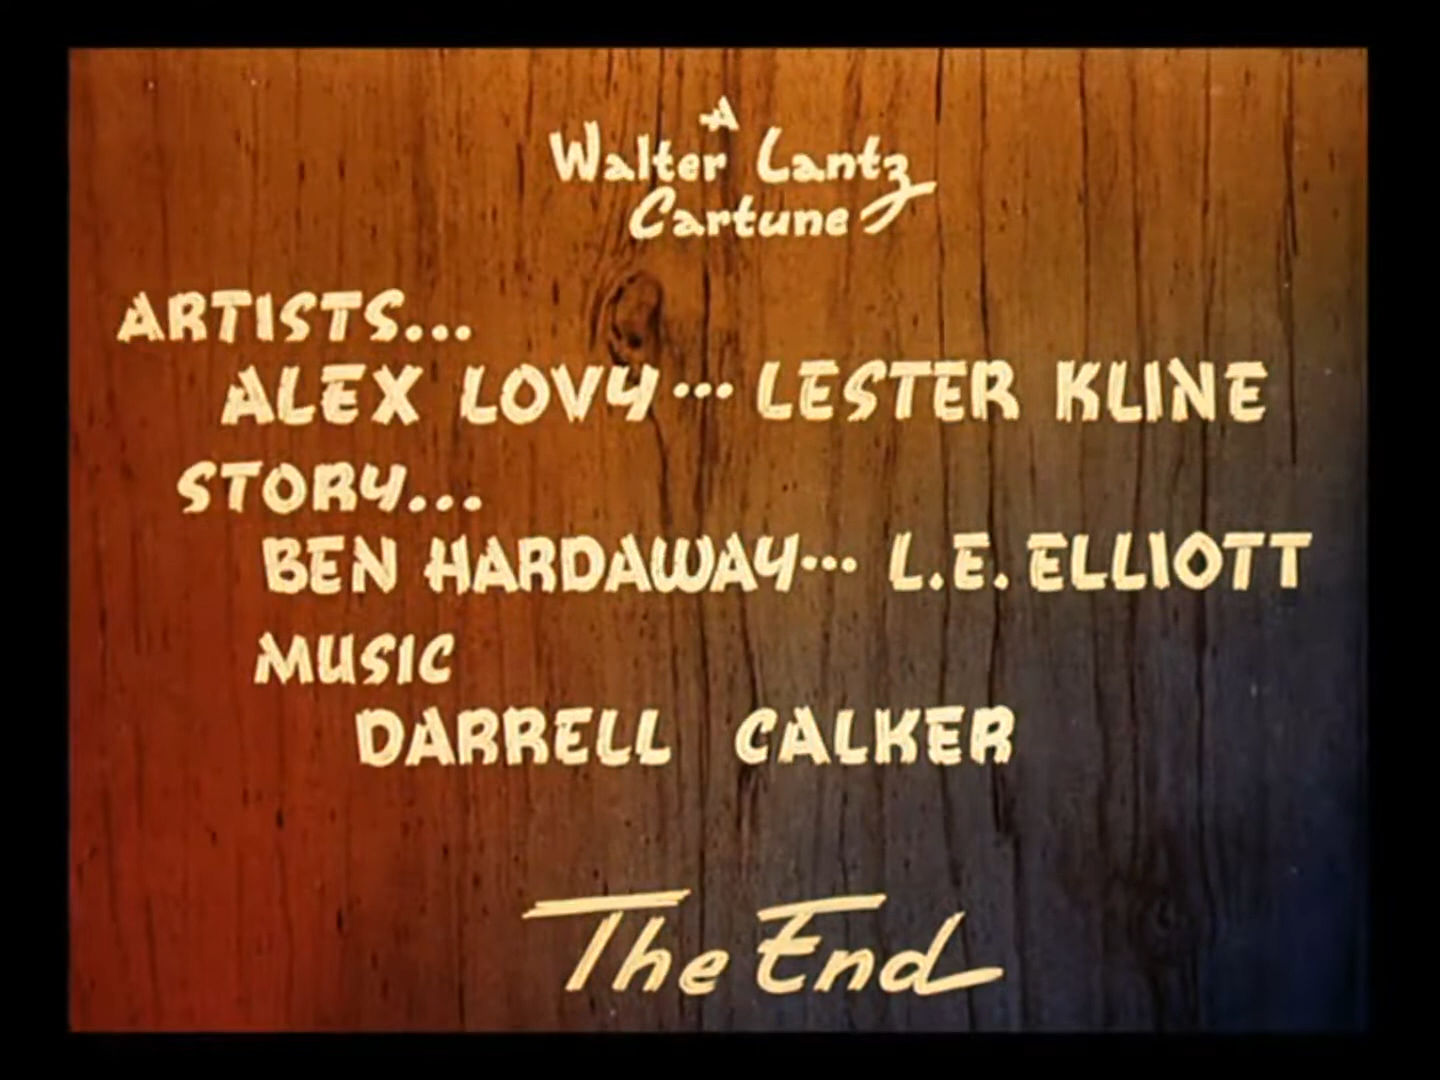 A
Walter Lantz
Cartune
ARTISTS...
ALEX LOVY... LESTER KLINE
STORY...
BEN HARDAWAY... L.E. ELLIOTT
MUSIC
DARRELL CALKER
The End